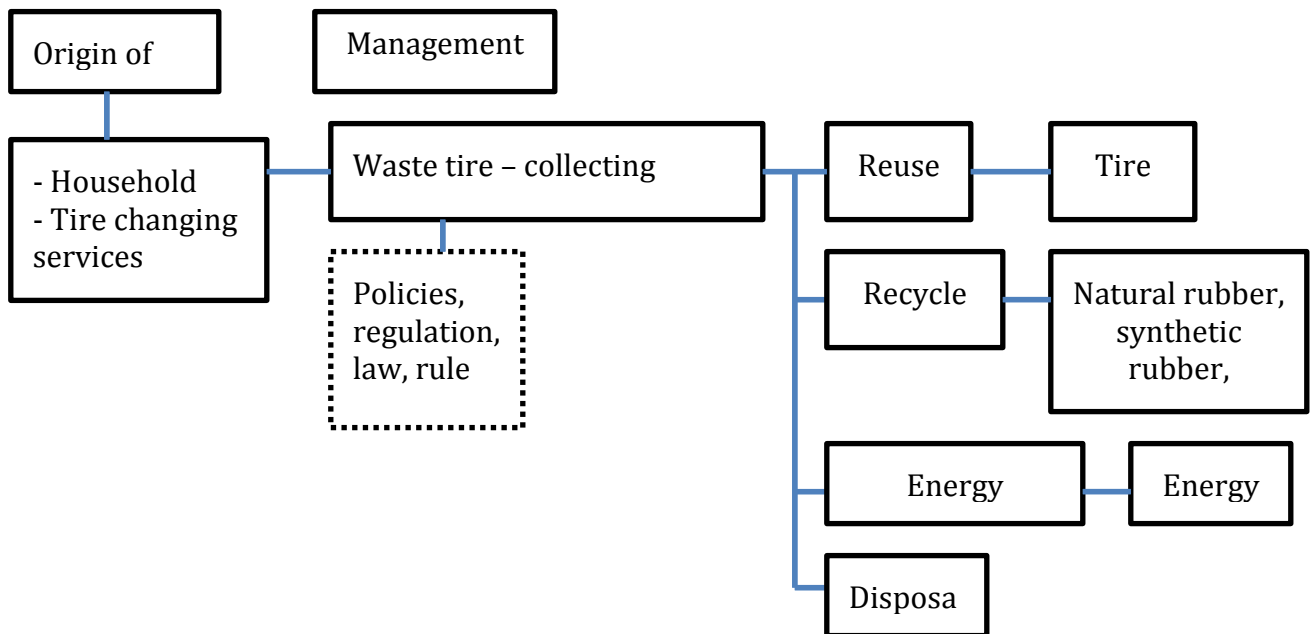 Origin of
Management
- Household
- Tire changing
services
Waste tire – collecting
Policies,
regulation,
law, rule
Reuse
Tire
Recycle
Natural rubber,
synthetic
rubber,
Energy
Energy
Disposa